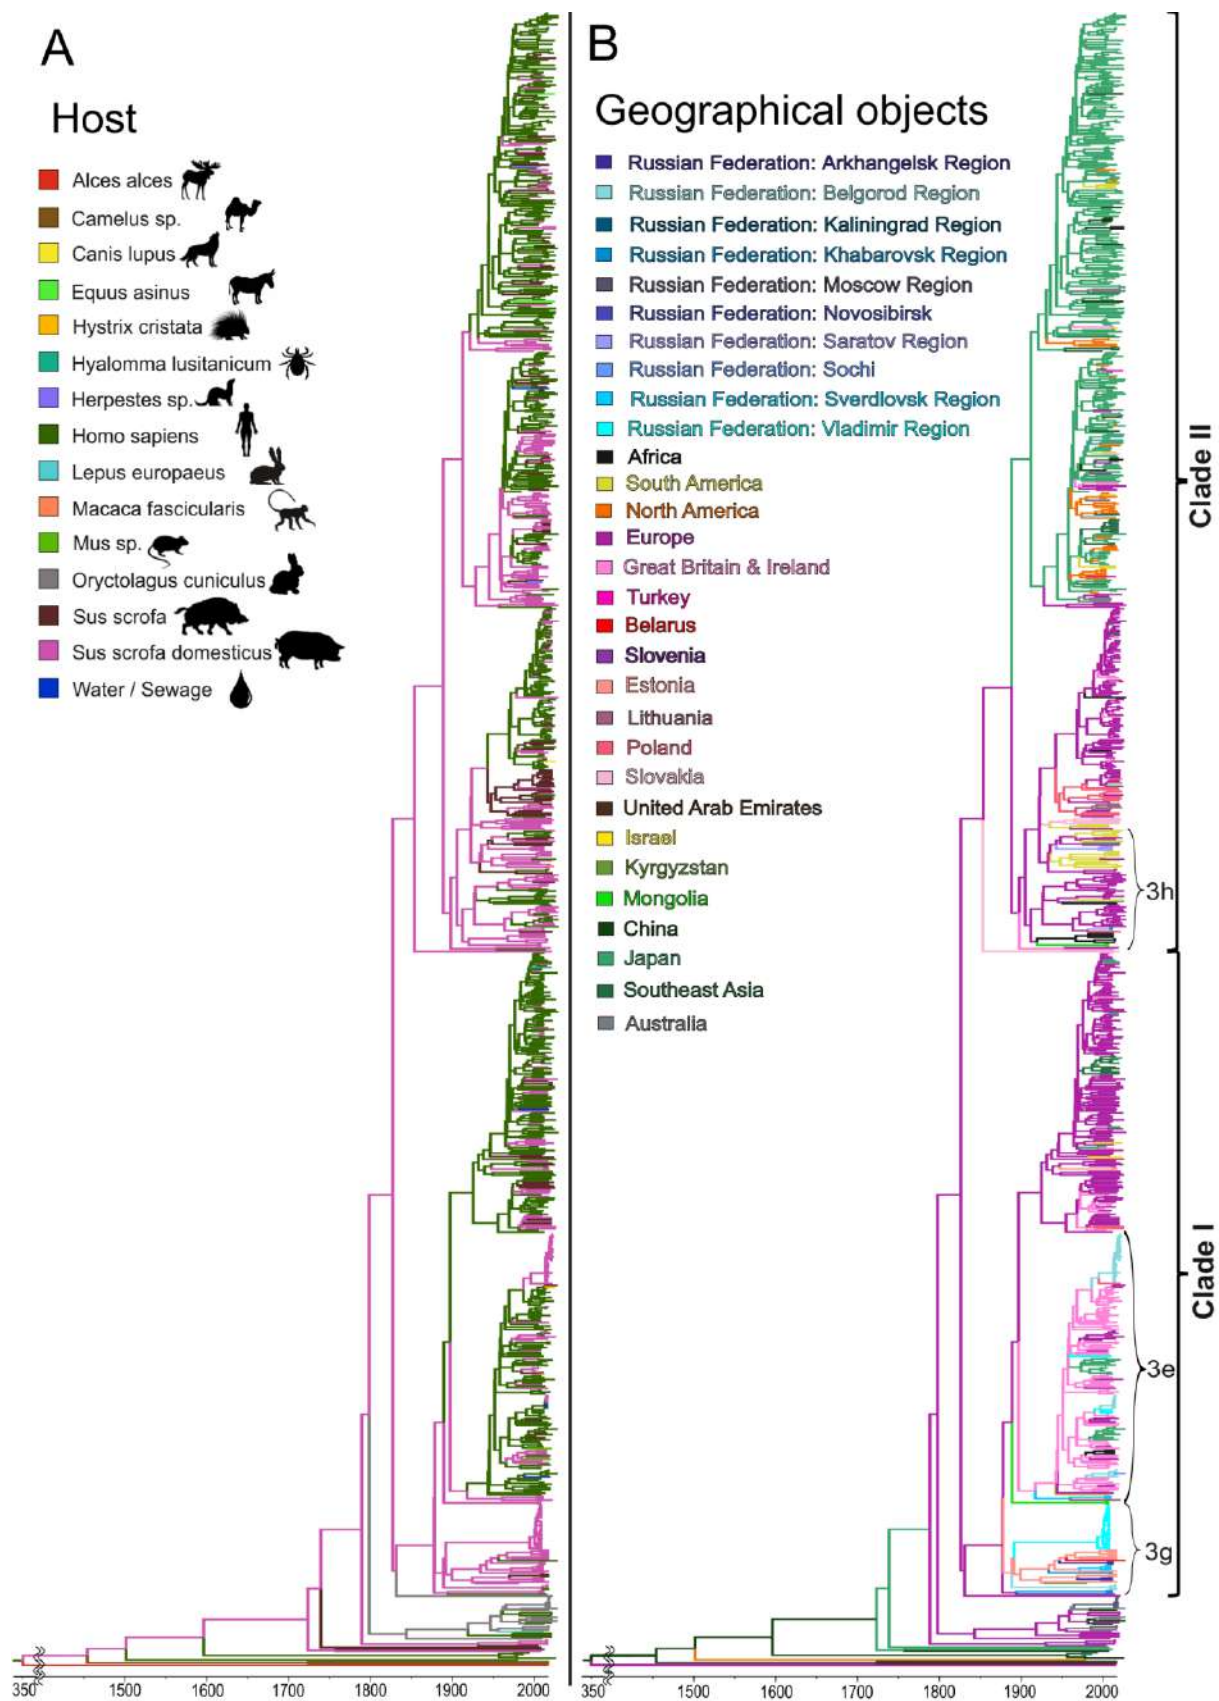 A
Host
Alces alces
Camelus sp.
Canis lupus
Equus asinus
Hystrix cristata
Hyalomma lusitanicum
Herpestes sp.
Homo sapiens
Lepus europaeus
Macaca fascicularis
Mus sp.
Oryctolagus cuniculus
Sus scrofa
Sus scrofa domesticus
Water / Sewage
350 1500 1600 1700 1800 1900 2000
B
Geographical objects
Russian Federation: Arkhangelsk Region
Russian Federation: Belgorod Region
Russian Federation: Kaliningrad Region
Russian Federation: Khabarovsk Region
Russian Federation: Moscow Region
Russian Federation: Novosibirsk
Russian Federation: Saratov Region
Russian Federation: Sochi
Russian Federation: Sverdlovsk Region
Russian Federation: Vladimir Region
Africa
South America
North America
Europe
Great Britain & Ireland
Turkey
Belarus
Slovenia
Estonia
Lithuania
Poland
Slovakia
United Arab Emirates
Israel
Kyrgyzstan
Mongolia
China
Japan
Southeast Asia
Australia
Clade II
3h
Clade I
3e
3g
350 1500 1600 1700 1800 1900 2000